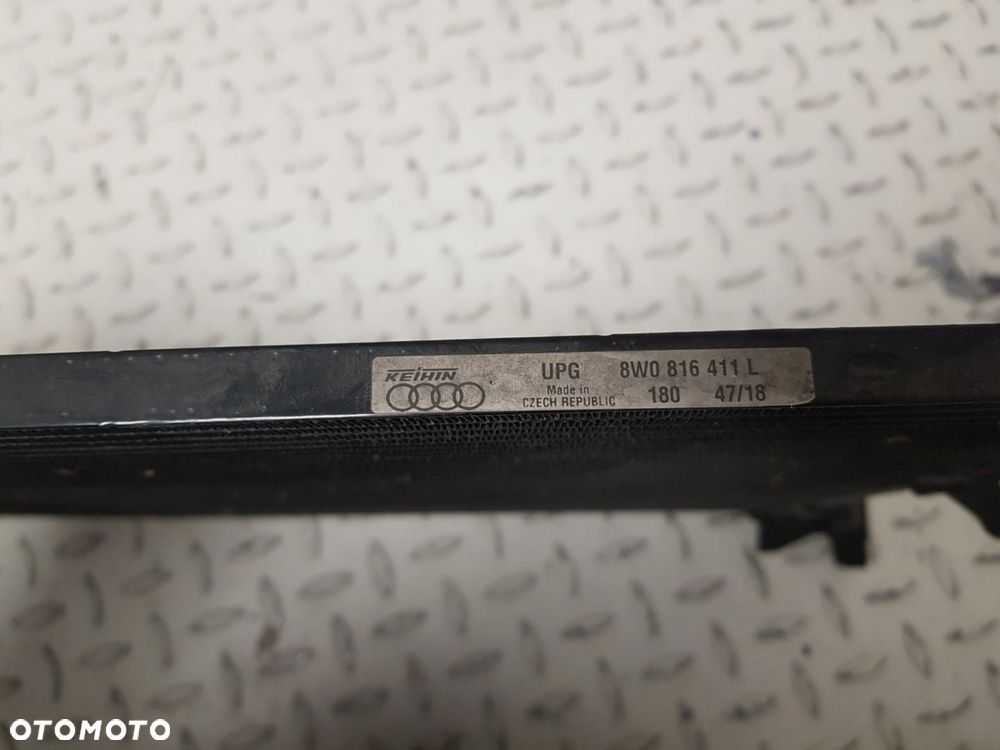 KEIHIN UPG 8W0 816 411 L
Made in
CZECH REPUBLIC 180 47/18
OTOMOTO